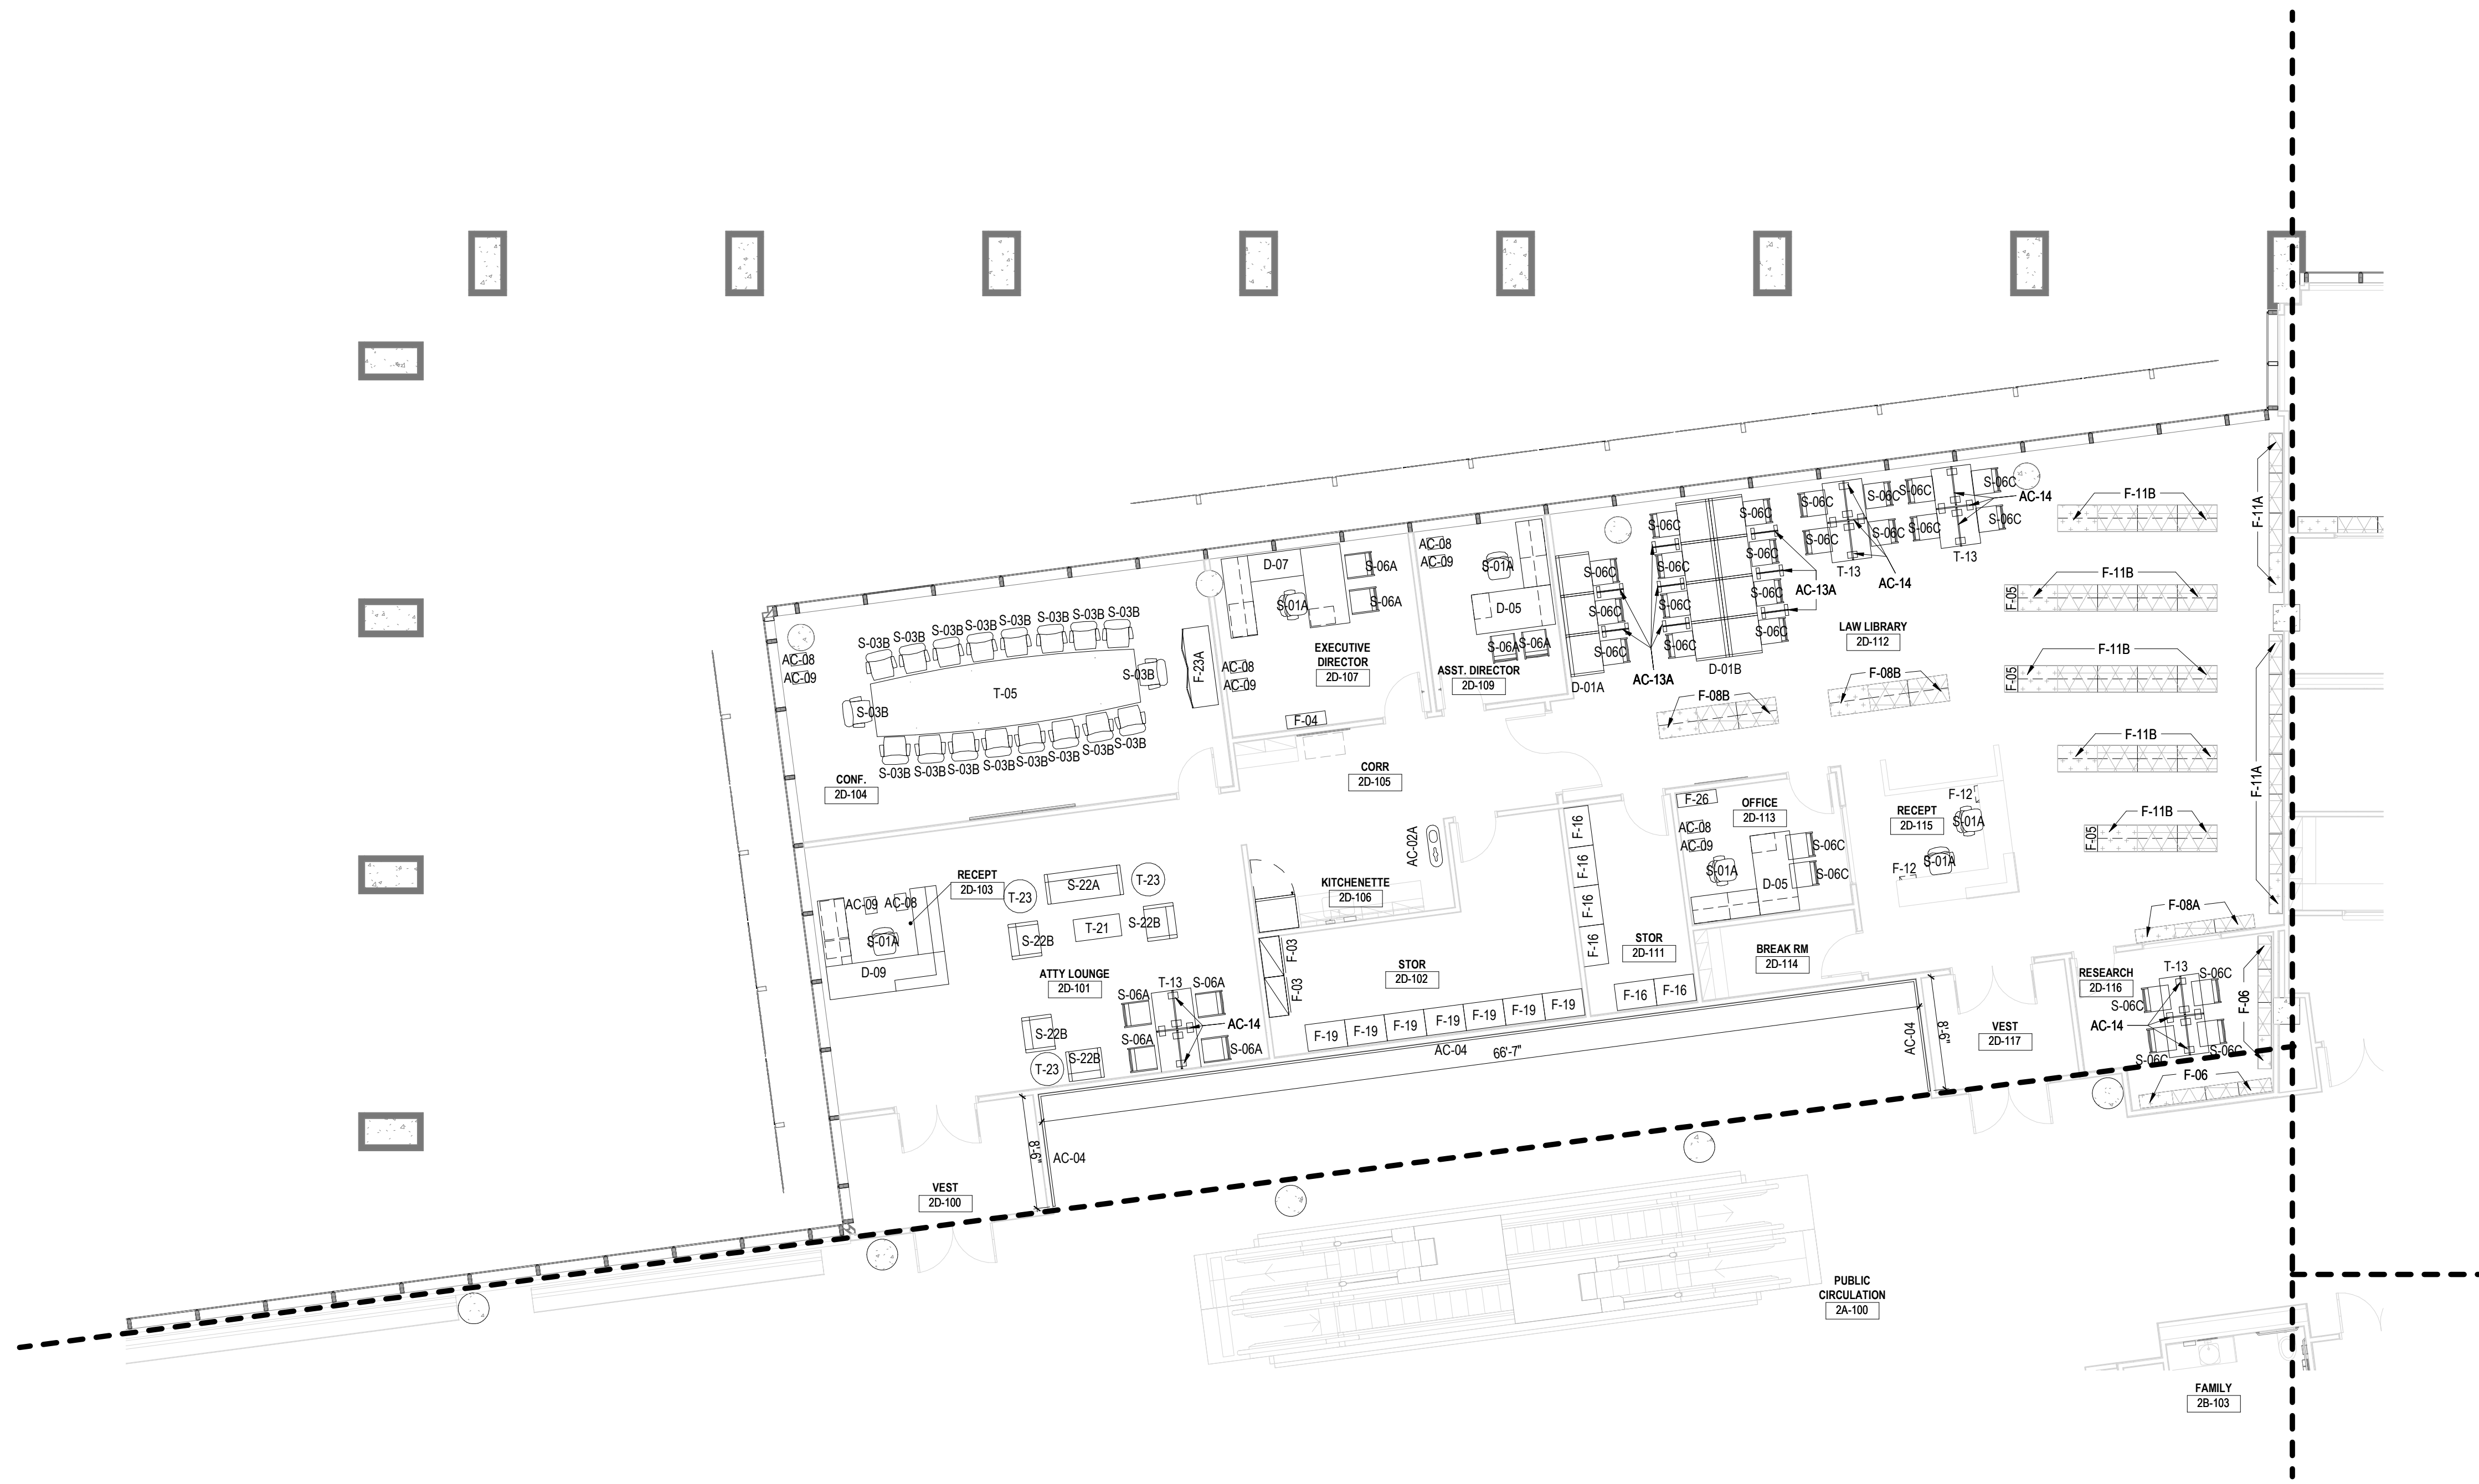 F-11A
F-11B
F-11B
F-05
F-11B
F-05
F-11B
F-11B
F-05
F-11A
F-08A
S-06C
S-06C
S-06C
S-06C
AC-14
T-13
S-06C
S-06C
S-06C
S-06C
AC-14
T-13
S-06C
S-06C
S-06C
S-06C
S-06C
S-06C
S-06C
S-06C
AC-13A
D-01B
S-06C
S-06C
S-06C
D-01A
AC-13A
LAW LIBRARY
2D-112
F-08B
F-08B
AC-08
AC-09
S-01A
D-05
S-06A
S-06A
ASST. DIRECTOR
2D-109
D-07
S-01A
S-06A
S-06A
EXECUTIVE
DIRECTOR
2D-107
AC-08
AC-09
F-04
F-23A
S-03B
S-03B
S-03B
S-03B
S-03B
S-03B
S-03B
S-03B
AC-08
AC-09
S-03B
T-05
S-03B
S-03B
S-03B
S-03B
S-03B
S-03B
S-03B
S-03B
S-03B
CONF.
2D-104
CORR
2D-105
AC-02A
KITCHENETTE
2D-106
F-26
OFFICE
2D-113
AC-08
AC-09
S-01A
D-05
S-06C
S-06C
RECEPT
2D-115
F-12
S-01A
F-12
S-01A
F-16
F-16
F-16
F-16
STOR
2D-111
F-16
F-16
BREAK RM
2D-114
RECEPT
2D-103
AC-09
AC-08
S-01A
D-09
T-23
S-22A
T-23
S-22B
T-21
S-22B
ATTY LOUNGE
2D-101
S-22B
T-23
S-22B
S-06A
T-13
S-06A
S-06A
S-06A
AC-14
F-03
F-03
STOR
2D-102
F-19
F-19
F-19
F-19
F-19
F-19
F-19
AC-04
66'-7"
AC-04
8'-6"
8'-6"
AC-04
VEST
2D-100
VEST
2D-117
RESEARCH
2D-116
T-13
S-06C
S-06C
AC-14
S-06C
S-06C
F-06
F-06
PUBLIC
CIRCULATION
2A-100
FAMILY
2B-103